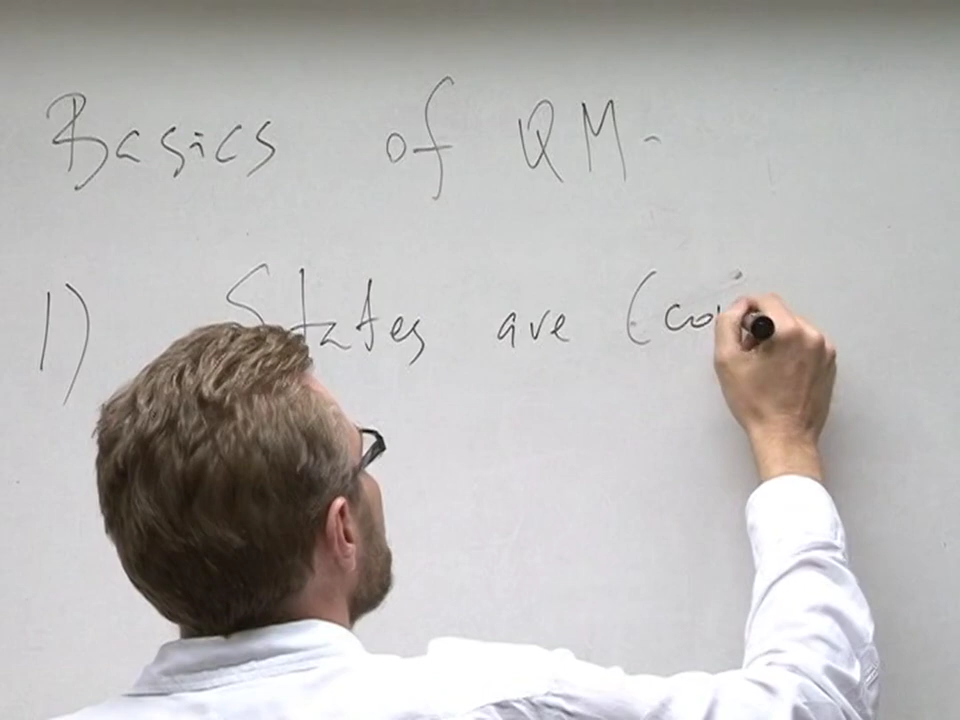 Basics of QM.
1) States are (co